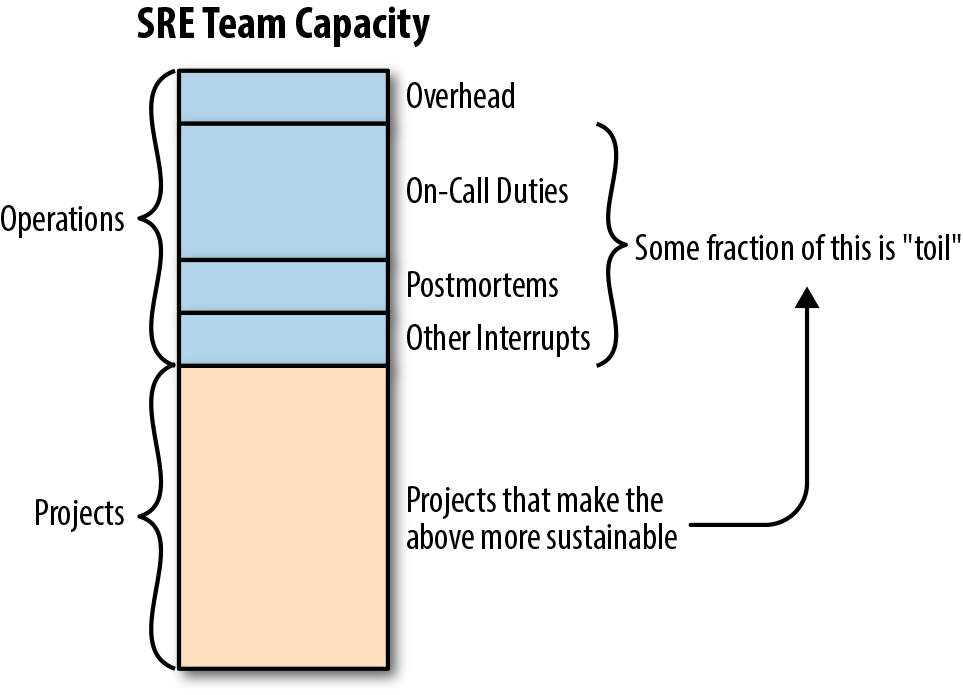 SRE Team Capacity
Overhead
On-Call Duties
Operations
Some fraction of this is "toil"
Postmortems
Other Interrupts
Projects
Projects that make the
above more sustainable